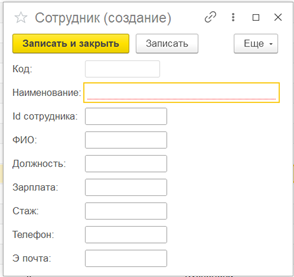 Сотрудник (создание)
Записать и закрыть Записать Еще
Код:
Наименование:
Id сотрудника:
ФИО:
Должность:
Зарплата:
Стаж:
Телефон:
Э почта: